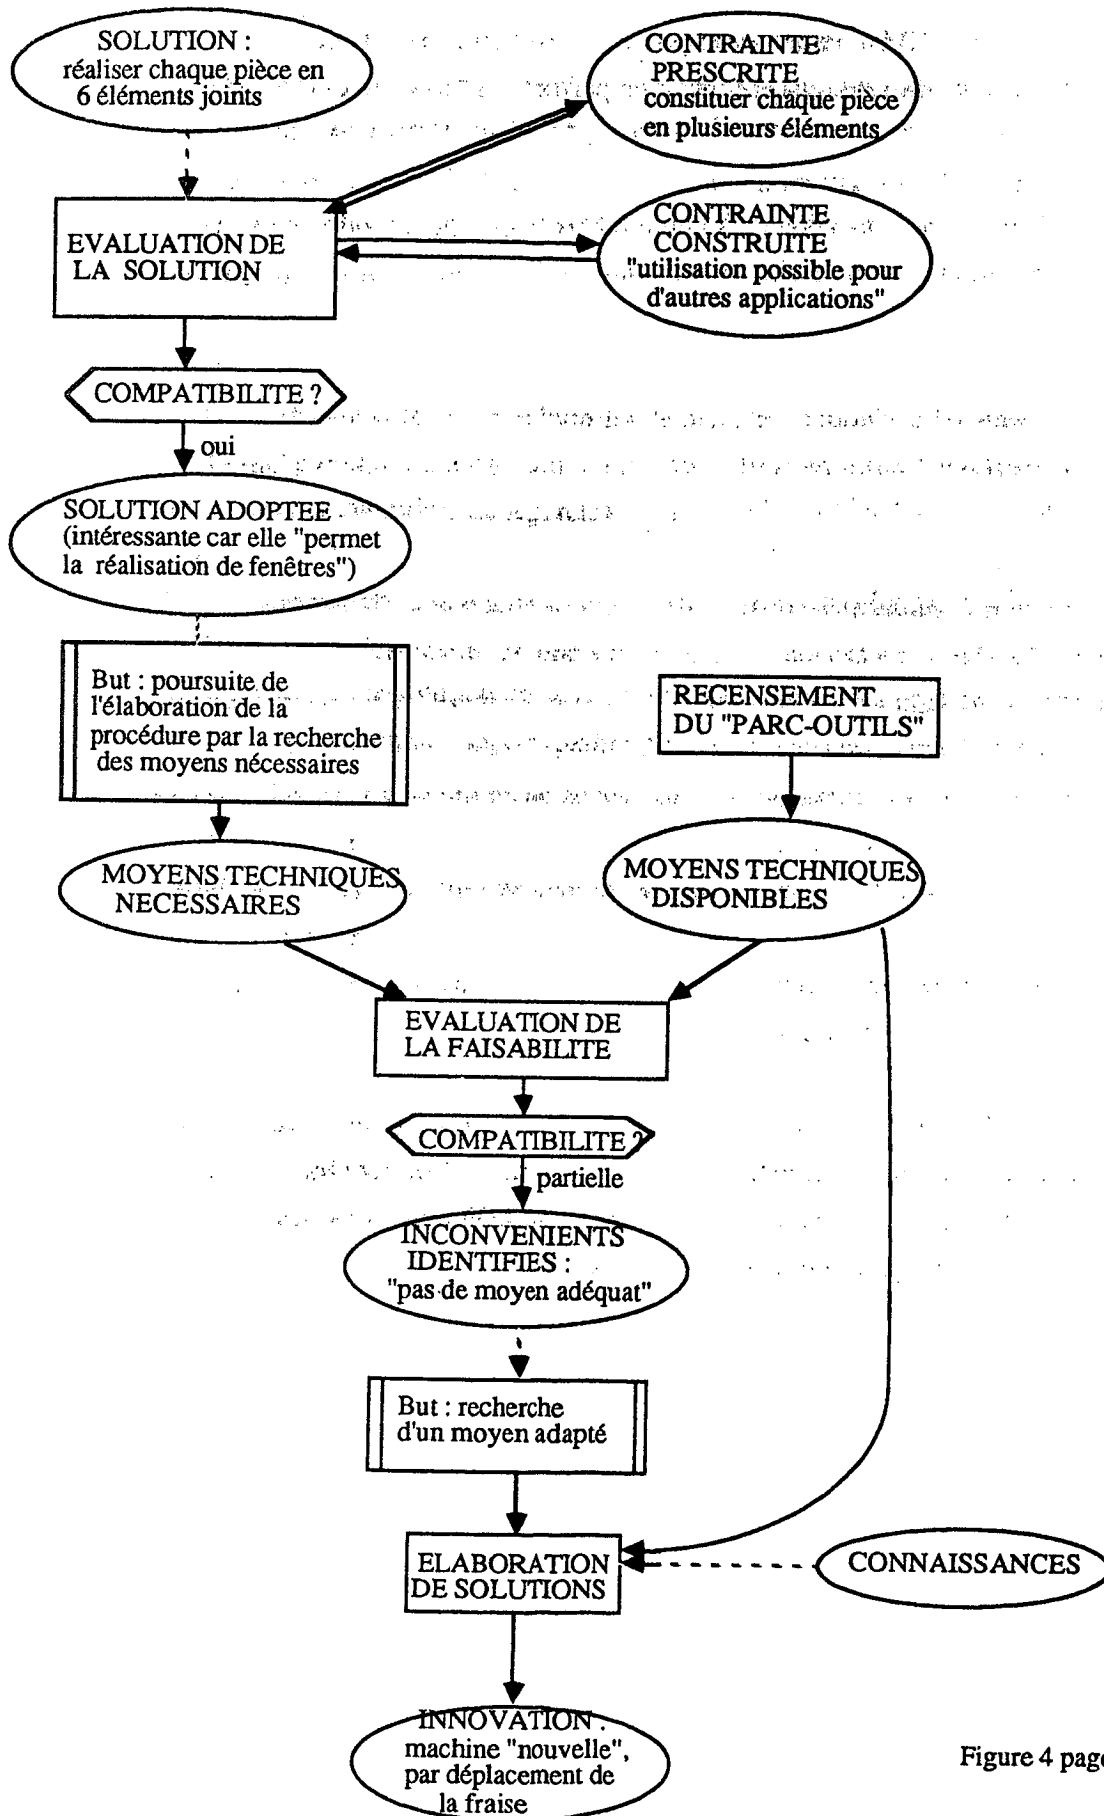 SOLUTION :
réaliser chaque pièce en
6 éléments joints
CONTRAINTE
PRESCRITE
constituer chaque pièce
en plusieurs éléments
EVALUATION DE
LA SOLUTION
CONTRAINTE
CONSTRUITE
"utilisation possible pour
d'autres applications"
COMPATIBILITE ?
oui
SOLUTION ADOPTEE
(intéressante car elle "permet
la réalisation de fenêtres")
But : poursuite de
l'élaboration de la
procédure par la recherche
des moyens nécessaires
RECENSEMENT
DU "PARC-OUTILS"
MOYENS TECHNIQUES
NECESSAIRES
MOYENS TECHNIQUES
DISPONIBLES
EVALUATION DE
LA FAISABILITE
COMPATIBILITE ?
partielle
INCONVENIENTS
IDENTIFIES :
"pas de moyen adéquat"
But : recherche
d'un moyen adapté
ELABORATION
DE SOLUTIONS
CONNAISSANCES
INNOVATION :
machine "nouvelle",
par déplacement de
la fraise
Figure 4 page